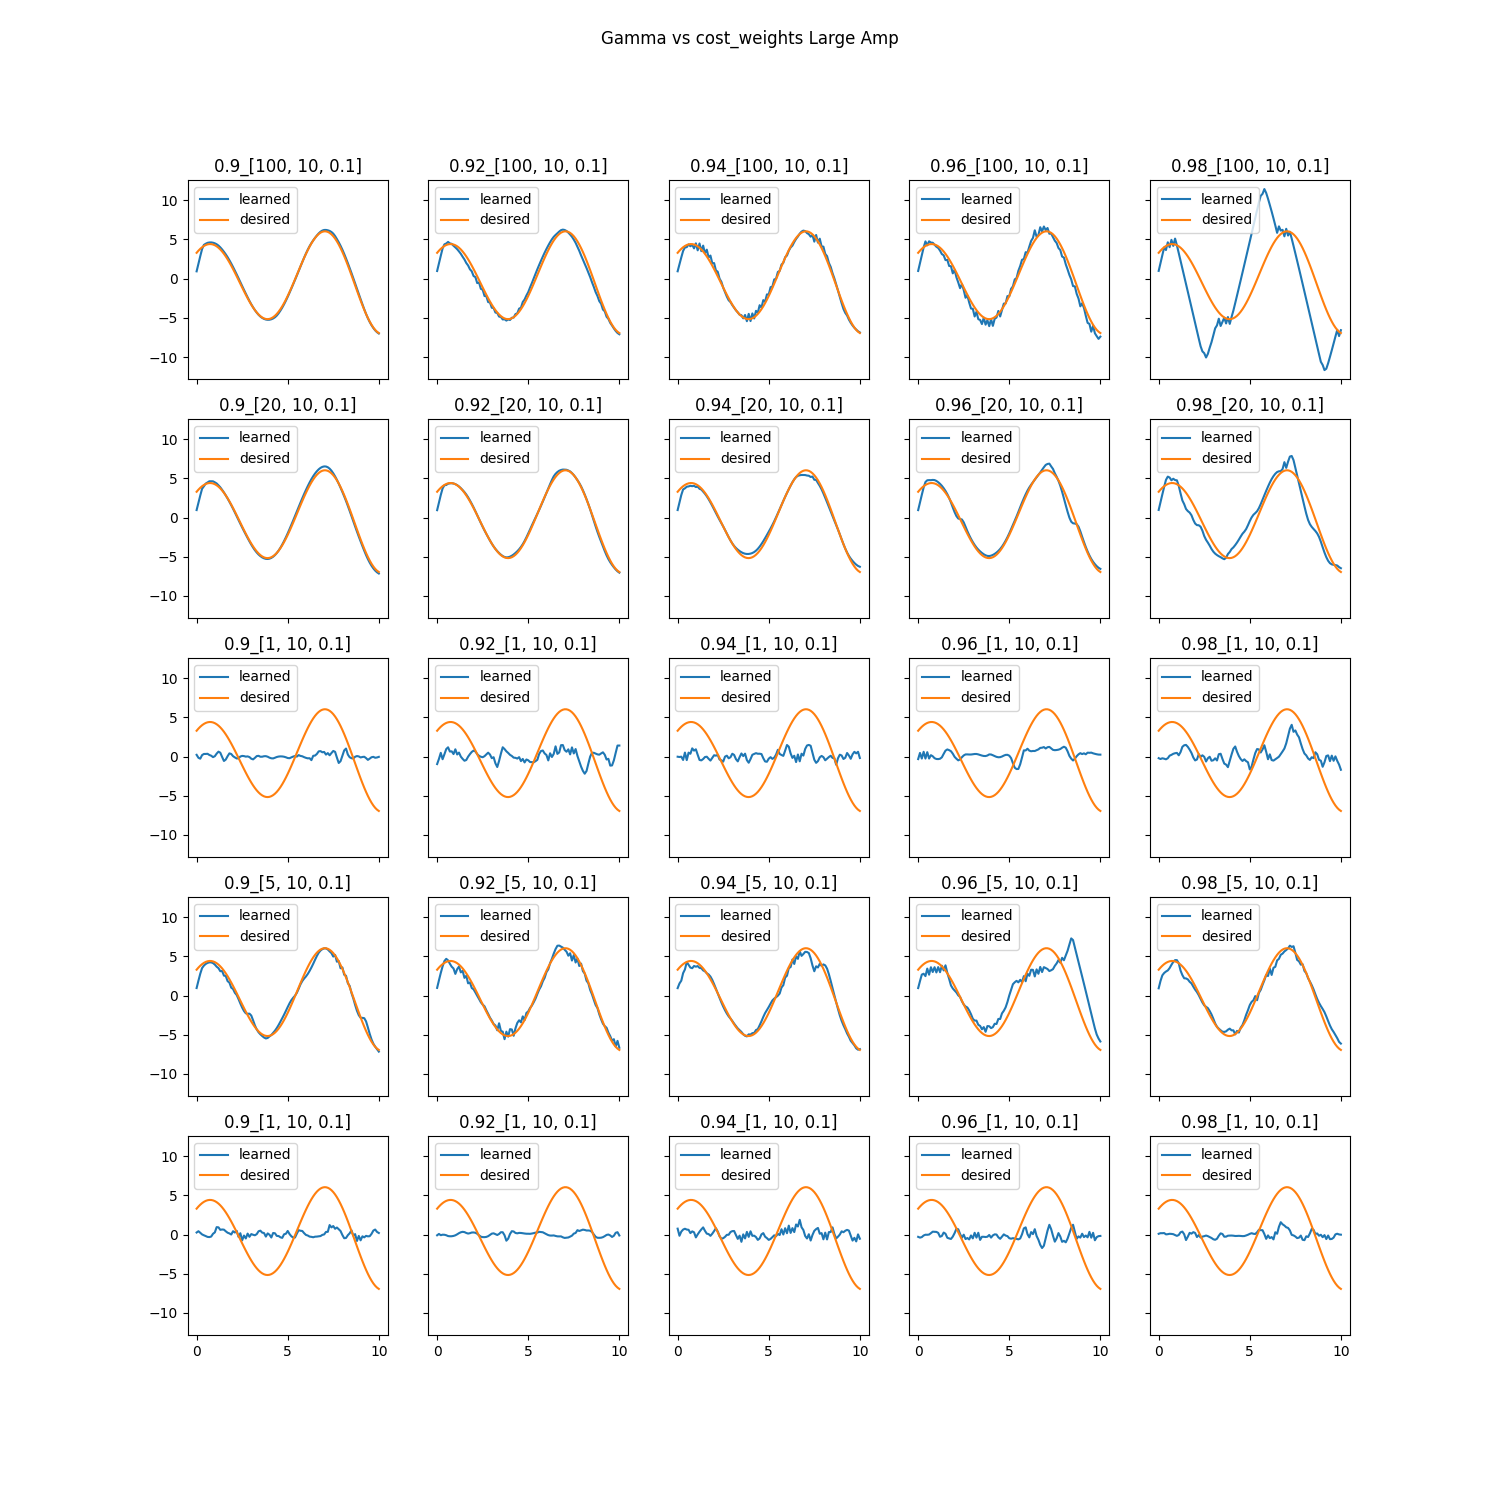 Gamma vs cost_weights Large Amp
0.9_[100, 10, 0.1]
0.92_[100, 10, 0.1]
0.94_[100, 10, 0.1]
0.96_[100, 10, 0.1]
0.98_[100, 10, 0.1]
learned
desired
learned
desired
learned
desired
learned
desired
learned
desired
10
5
0
−5
−10
0
5
10
0.9_[20, 10, 0.1]
0.92_[20, 10, 0.1]
0.94_[20, 10, 0.1]
0.96_[20, 10, 0.1]
0.98_[20, 10, 0.1]
learned
desired
learned
desired
learned
desired
learned
desired
learned
desired
10
5
0
−5
−10
0.9_[1, 10, 0.1]
0.92_[1, 10, 0.1]
0.94_[1, 10, 0.1]
0.96_[1, 10, 0.1]
0.98_[1, 10, 0.1]
learned
desired
learned
desired
learned
desired
learned
desired
learned
desired
10
5
0
−5
−10
0.9_[5, 10, 0.1]
0.92_[5, 10, 0.1]
0.94_[5, 10, 0.1]
0.96_[5, 10, 0.1]
0.98_[5, 10, 0.1]
learned
desired
learned
desired
learned
desired
learned
desired
learned
desired
10
5
0
−5
−10
0.9_[1, 10, 0.1]
0.92_[1, 10, 0.1]
0.94_[1, 10, 0.1]
0.96_[1, 10, 0.1]
0.98_[1, 10, 0.1]
learned
desired
learned
desired
learned
desired
learned
desired
learned
desired
10
5
0
−5
−10
0 5 10
0 5 10
0 5 10
0 5 10
0 5 10